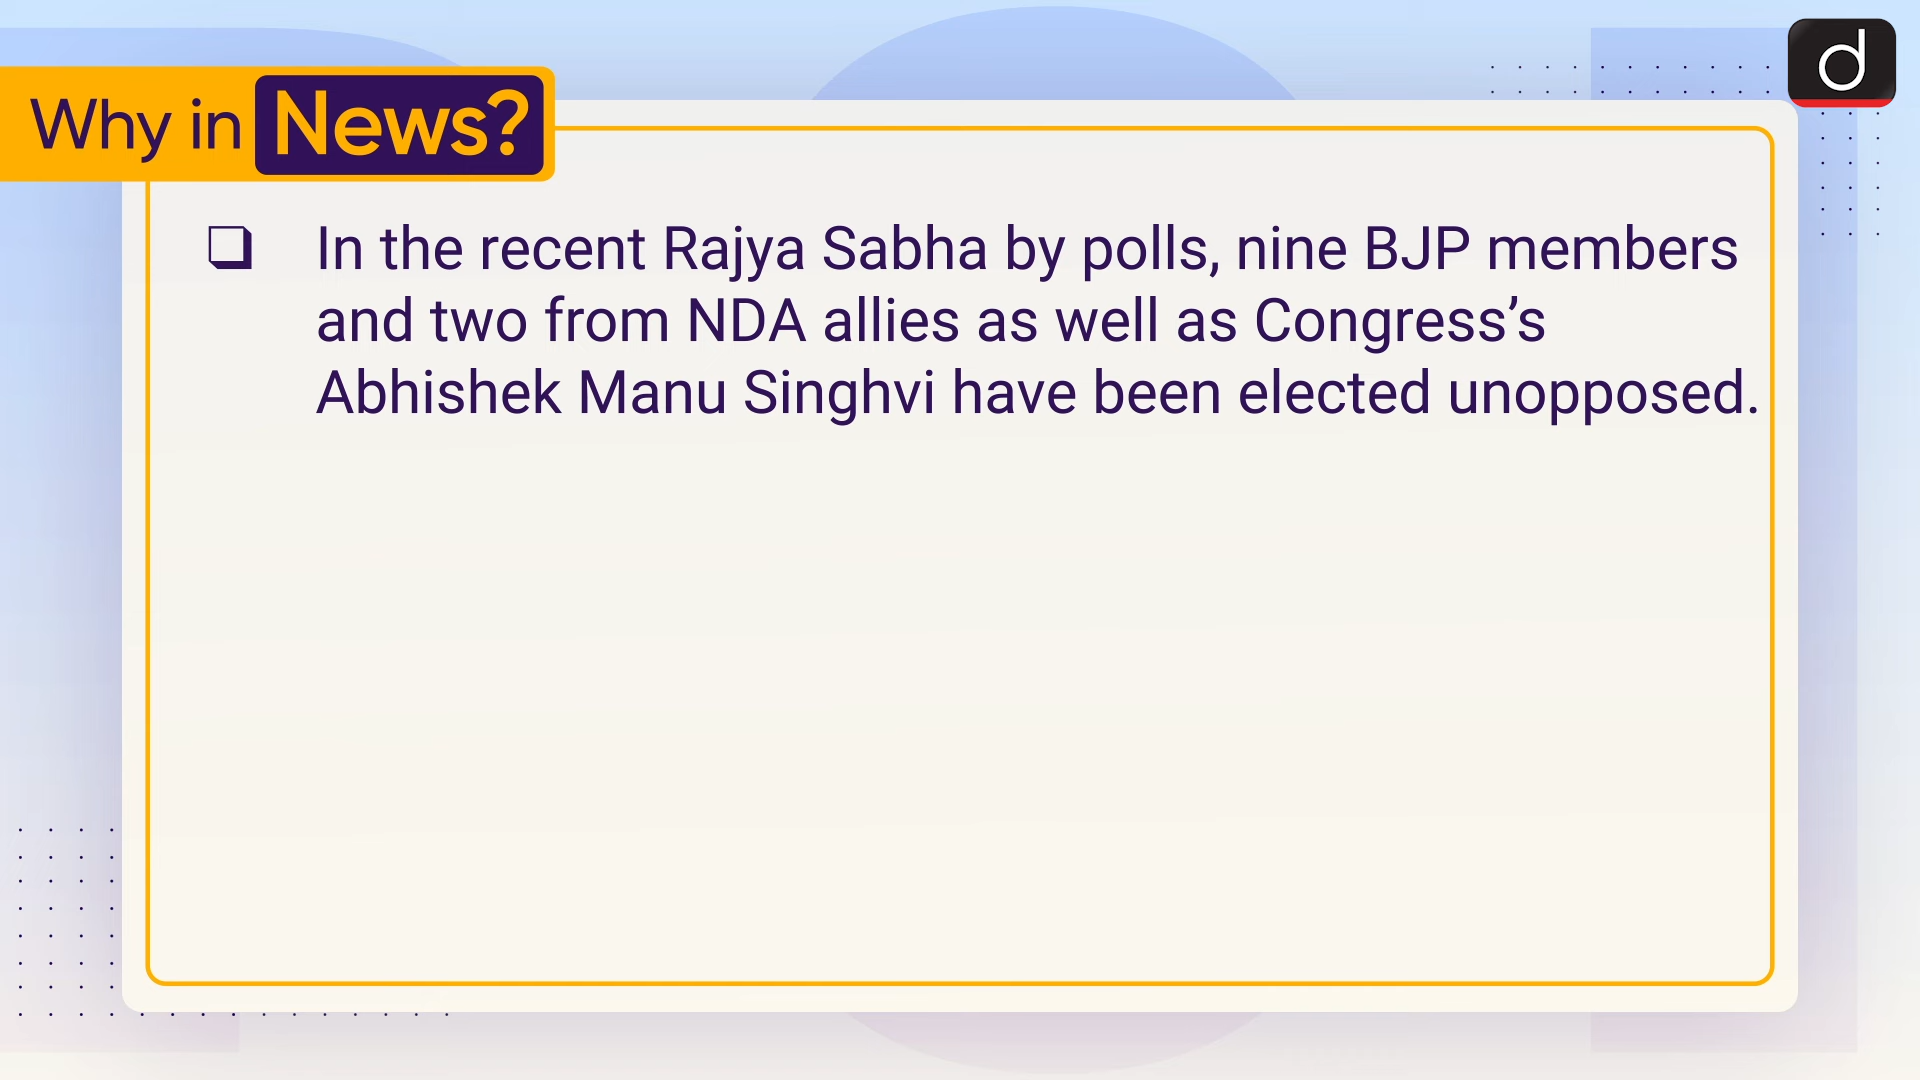 Why in News?
❑ In the recent Rajya Sabha by polls, nine BJP members
and two from NDA allies as well as Congress’s
Abhishek Manu Singhvi have been elected unopposed.
d